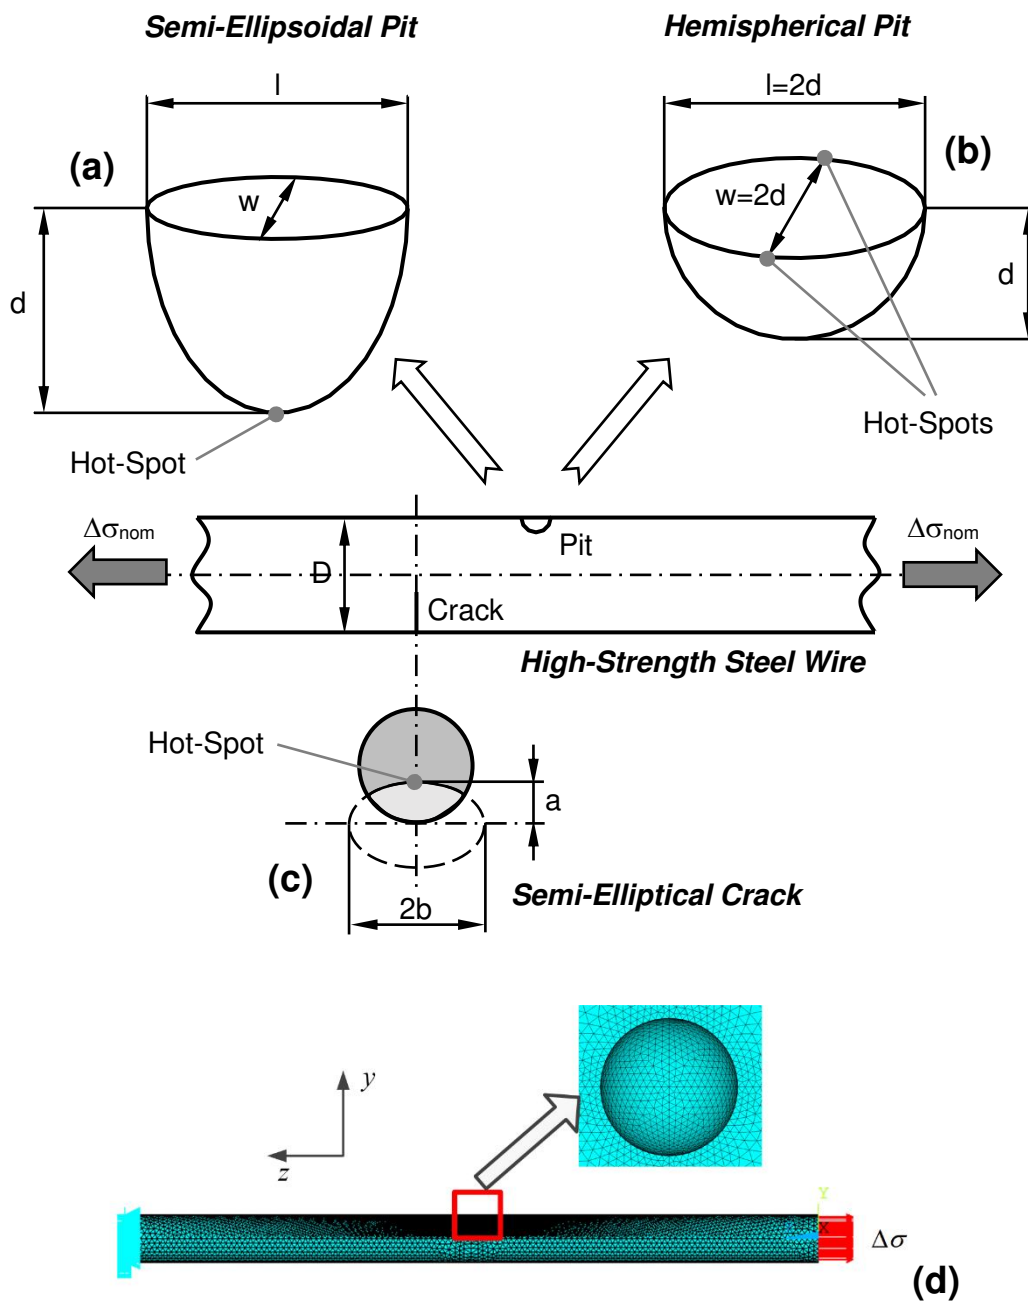 Semi-Ellipsoidal Pit
Hemispherical Pit
l
l=2d
(a)
(b)
w
w=2d
d
d
Hot-Spot
Hot-Spots
Δσnom
Δσnom
Pit
D
Crack
High-Strength Steel Wire
Hot-Spot
a
(c)
Semi-Elliptical Crack
2b
y
z
Y
X
Δσ
(d)